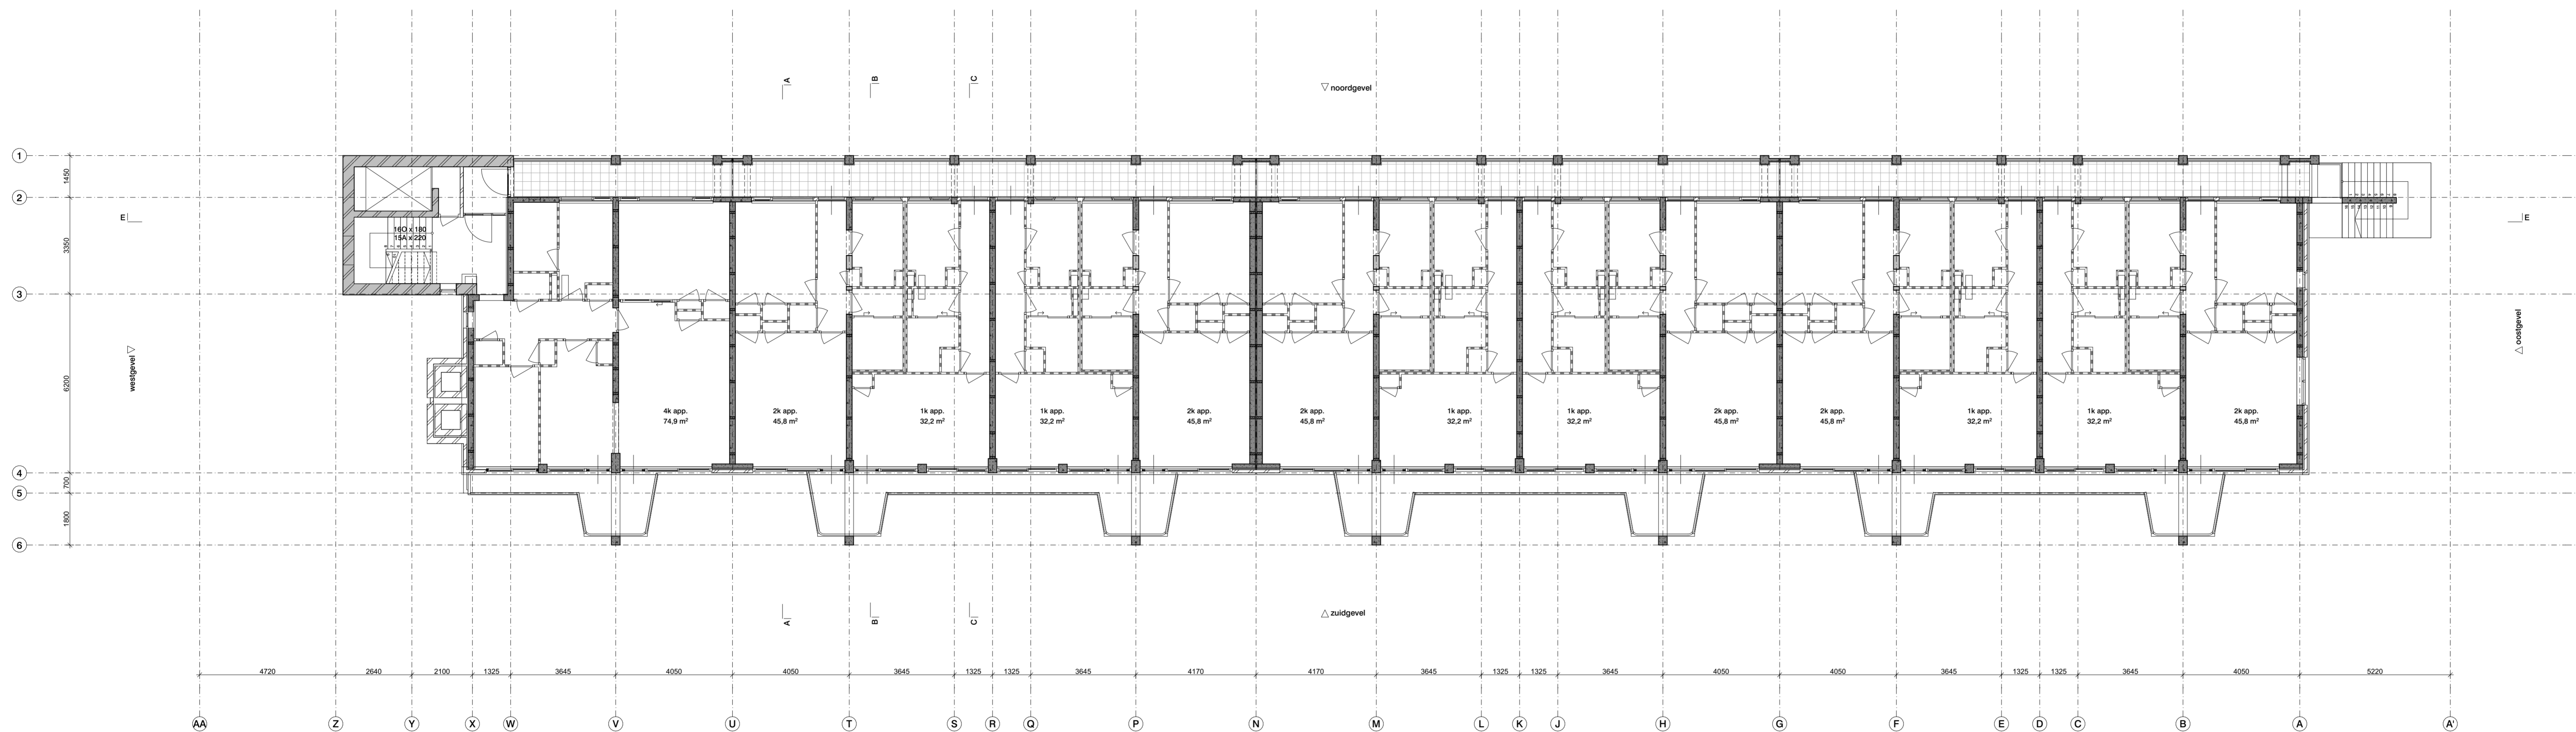 A B C
noordgevel
1
1450
2
E
E
16O x 180
15A x 220
3350
3
westgevel
oostgevel
6200
4k app.
74,9 m²
2k app.
45,8 m²
1k app.
32,2 m²
1k app.
32,2 m²
2k app.
45,8 m²
2k app.
45,8 m²
1k app.
32,2 m²
1k app.
32,2 m²
2k app.
45,8 m²
2k app.
45,8 m²
1k app.
32,2 m²
1k app.
32,2 m²
2k app.
45,8 m²
4
700
5
1800
6
zuidgevel
A B C
4720 2640 2100 1325 3645 4050 4050 3645 1325 1325 3645 4170 4170 3645 1325 1325 3645 4050 4050 3645 1325 1325 3645 4050 5220
AA Z Y X W V U T S R Q P N M L K J H G F E D C B A A'